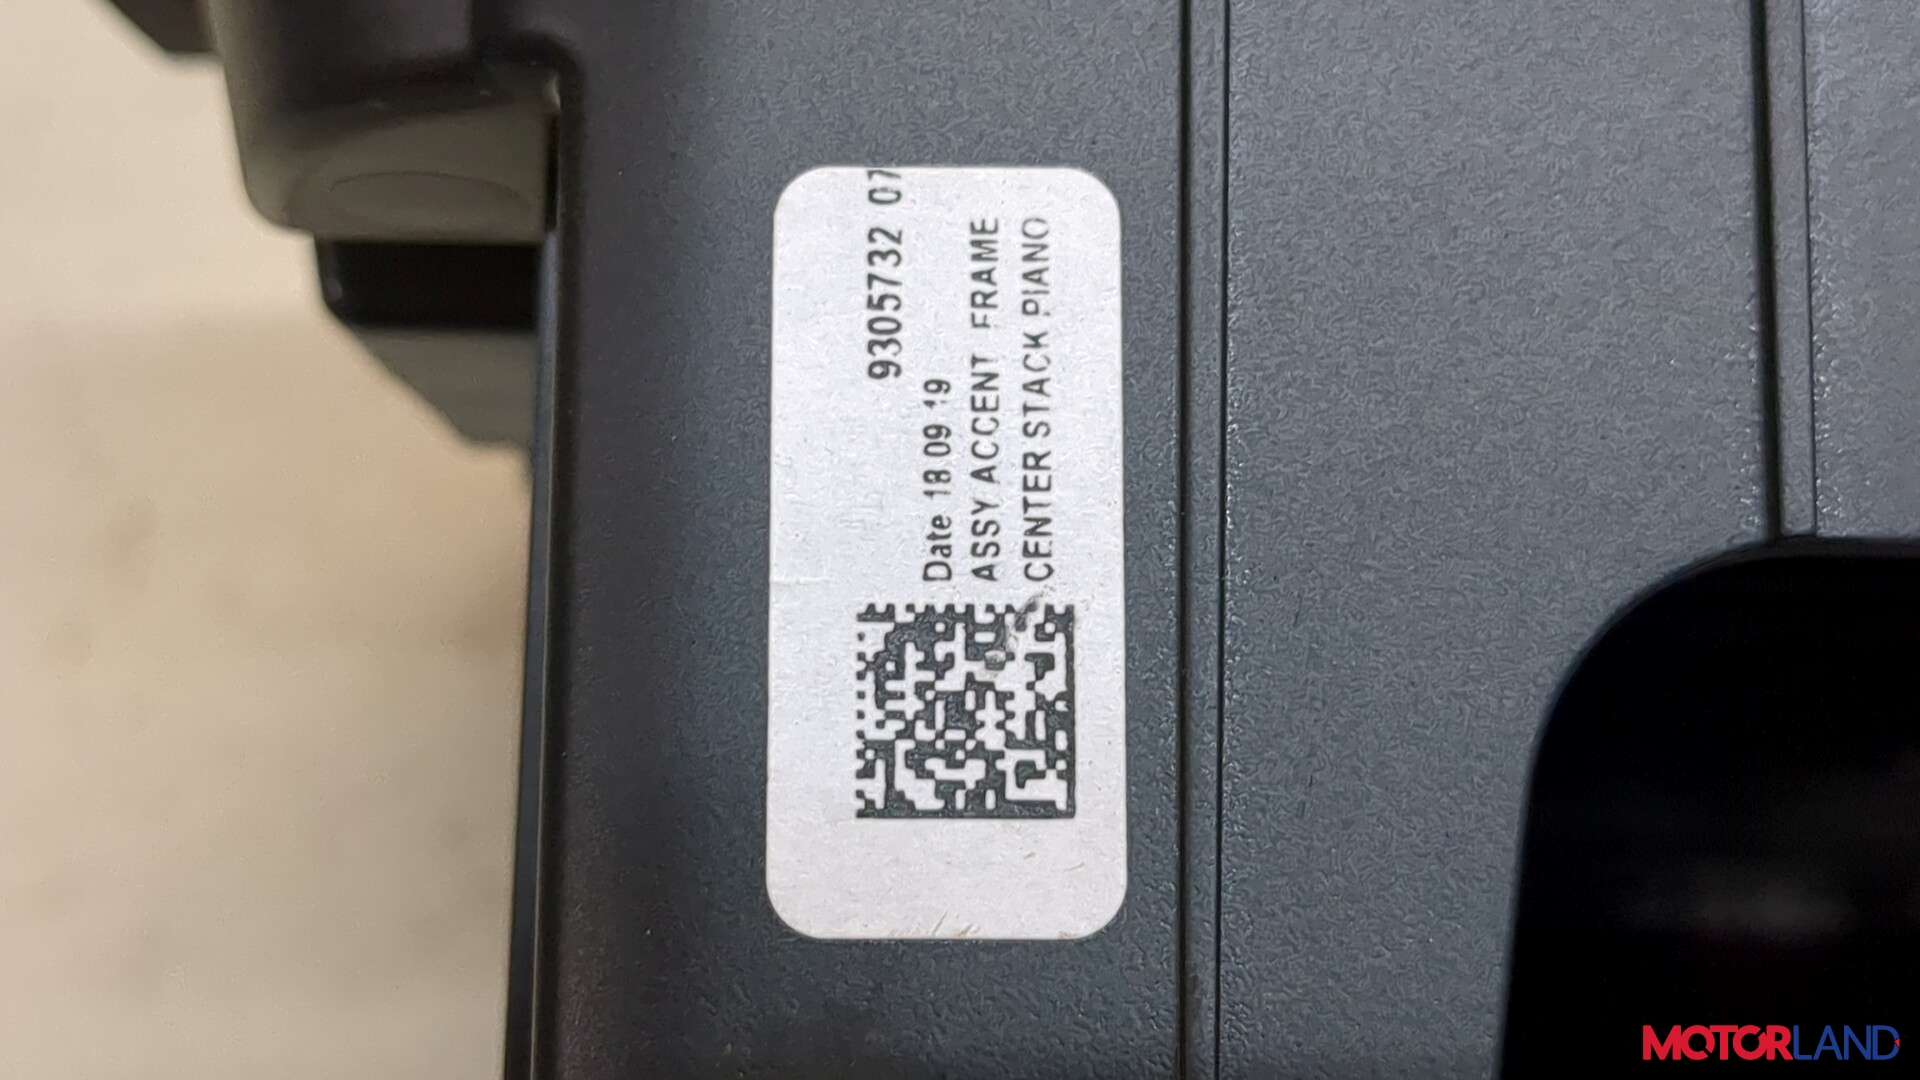 9305732 07
Date 18 09 19
ASSY ACCENT FRAME
CENTER STACK PIANO
MOTORLAND